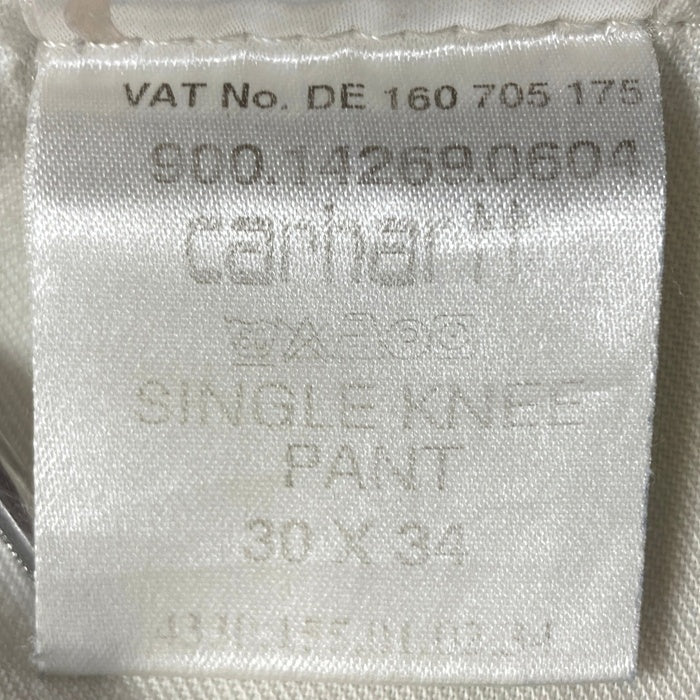 VAT No. DE 160 705 175
900.14269.0604
carhartt
SINGLE KNEE
PANT
30 X 34